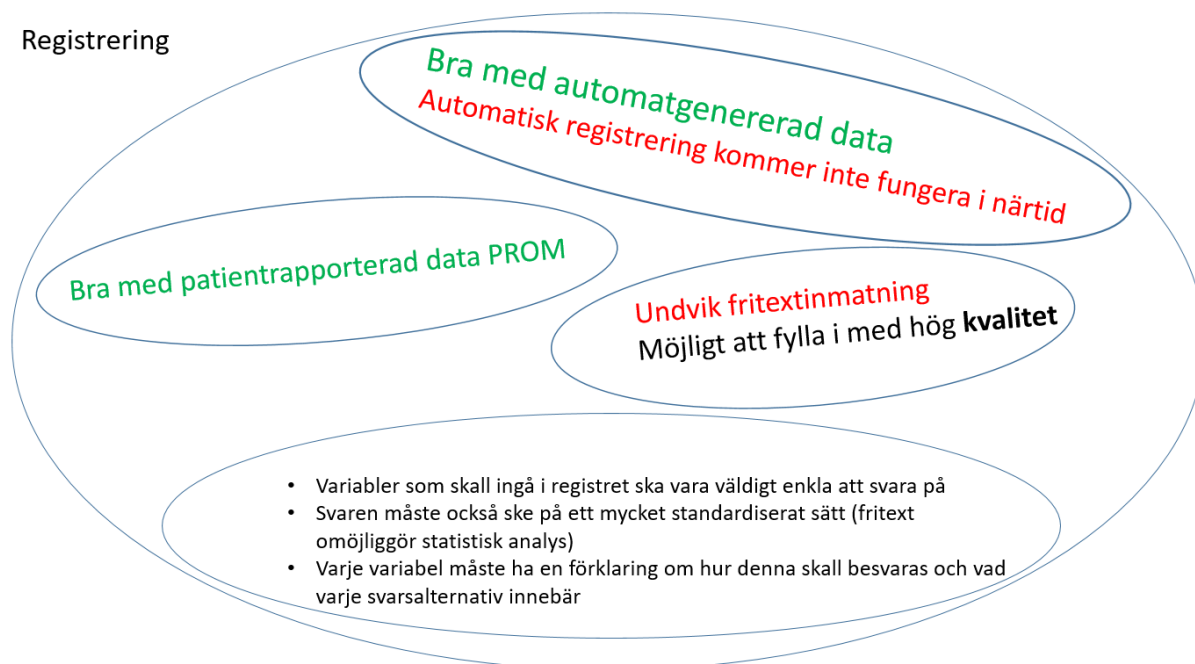 Registrering
Bra med automatgenererad data
Automatisk registrering kommer inte fungera i närtid
Bra med patientrapporterad data PROM
Undvik fritextinmatning
Möjligt att fylla i med hög kvalitet
• Variabler som skall ingå i registret ska vara väldigt enkla att svara på
• Svaren måste också ske på ett mycket standardiserat sätt (fritext
omöjliggör statistisk analys)
• Varje variabel måste ha en förklaring om hur denna skall besvaras och vad
varje svarsalternativ innebär